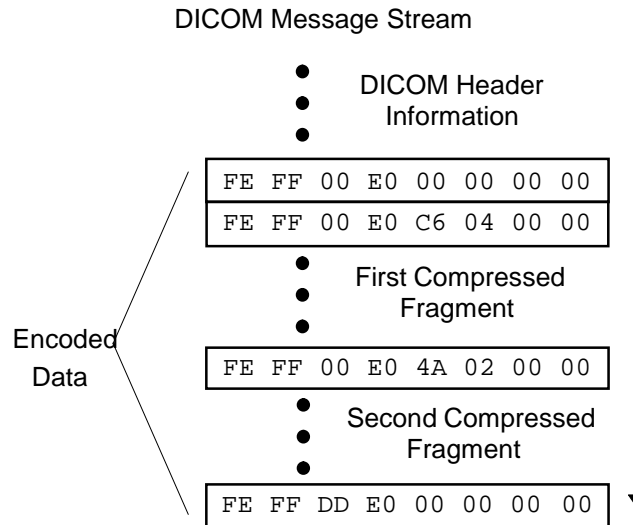 DICOM Message Stream
DICOM Header
Information
FE FF 00 E0 00 00 00 00
FE FF 00 E0 C6 04 00 00
First Compressed
Fragment
Encoded
Data
FE FF 00 E0 4A 02 00 00
Second Compressed
Fragment
FE FF DD E0 00 00 00 00